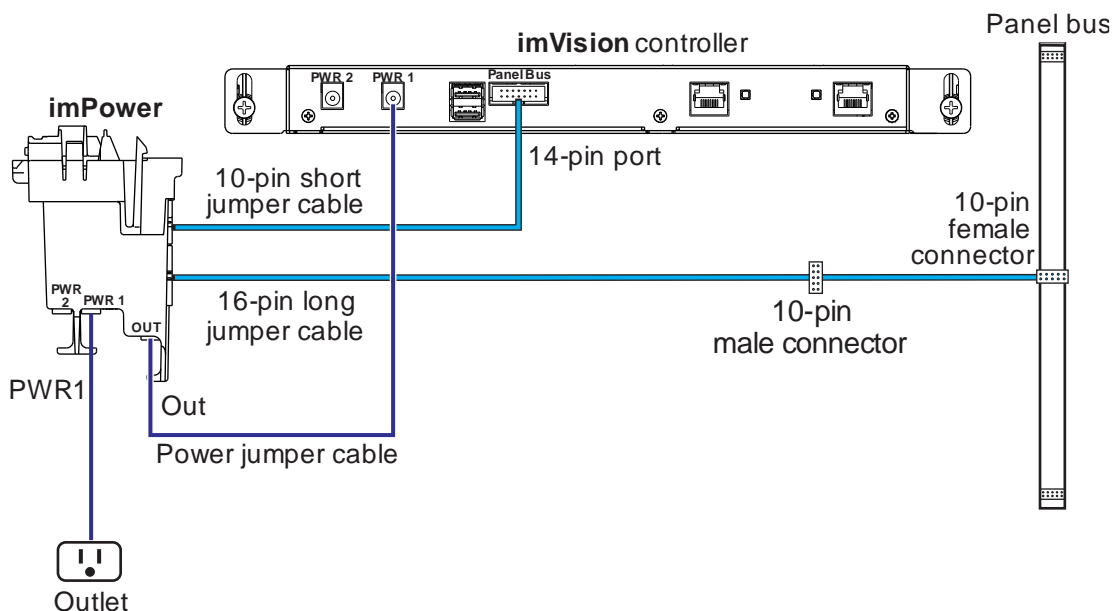 Panel bus
imVision controller
PWR 2
PWR 1
Panel Bus
imPower
14-pin port
10-pin short
jumper cable
10-pin
female
connector
PWR
2
PWR 1
OUT
16-pin long
jumper cable
10-pin
male connector
PWR1
Out
Power jumper cable
Outlet